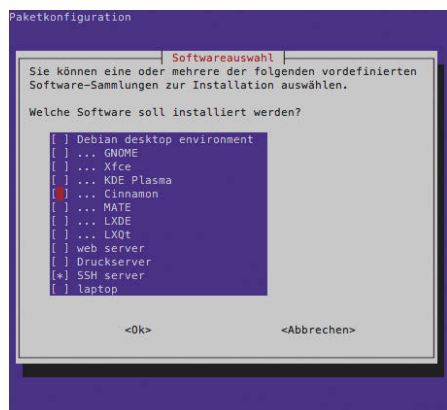 Paketkonfiguration
Softwareauswahl
Sie können eine oder mehrere der folgenden vordefinierten
Software-Sammlungen zur Installation auswählen.
Welche Software soll installiert werden?
[ ] Debian desktop environment
[ ] ... GNOME
[ ] ... Xfce
[ ] ... KDE Plasma
[ ] ... Cinnamon
[ ] ... MATE
[ ] ... LXDE
[ ] ... LXQt
[ ] web server
[ ] Druckserver
[*] SSH server
[ ] laptop
<Ok> <Abbrechen>